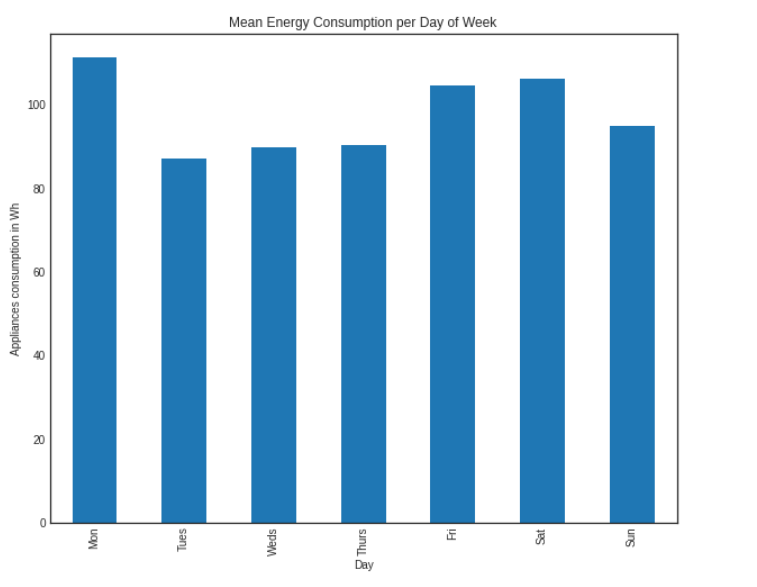 Mean Energy Consumption per Day of Week
Appliances consumption in Wh
100
80
60
40
20
0
Mon
Tues
Weds
Thurs
Fri
Sat
Sun
Day